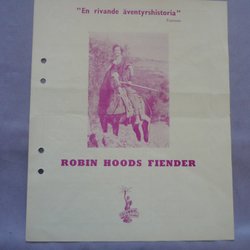 "En rivande äventyrshistoria"
ROBIN HOODS FIENDER